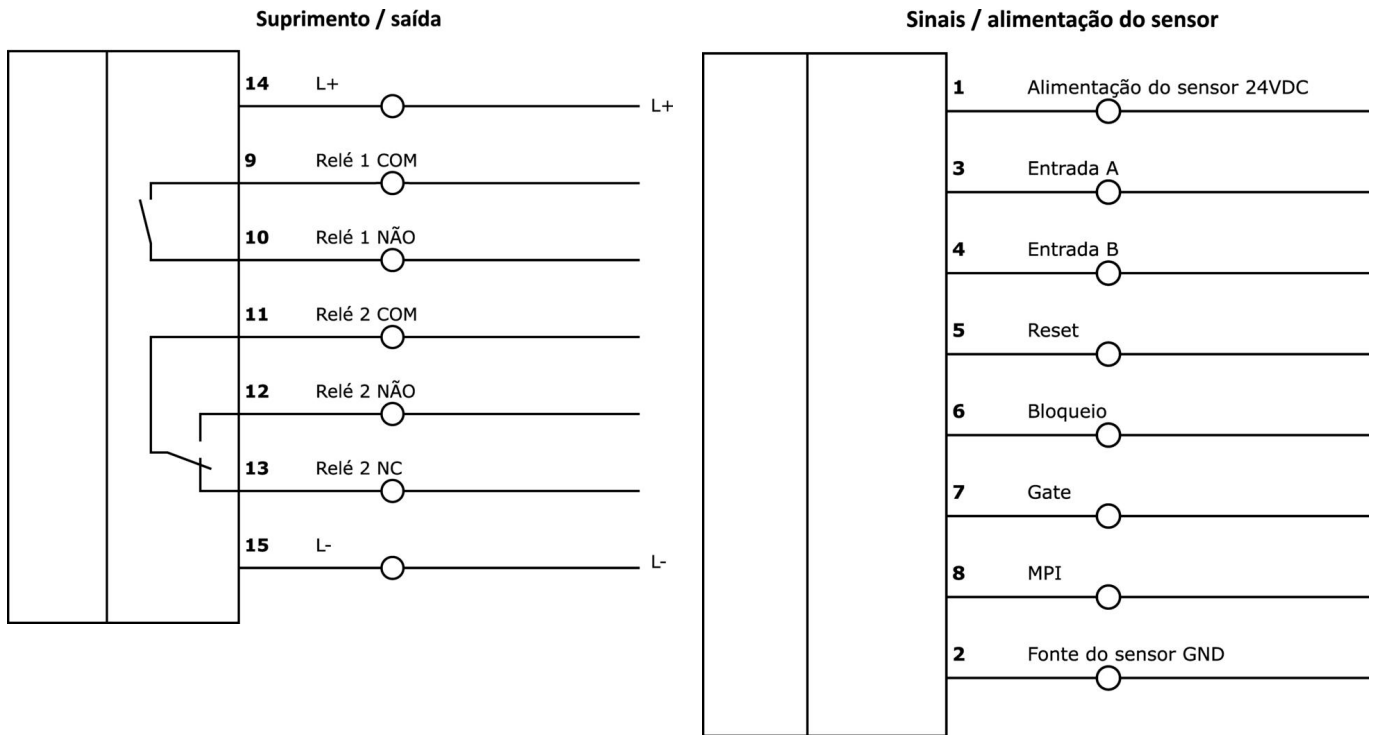 Suprimento / saída
14 L+
L+
9 Relé 1 COM
10 Relé 1 NÃO
11 Relé 2 COM
12 Relé 2 NÃO
13 Relé 2 NC
15 L-
L-
Sinais / alimentação do sensor
1 Alimentação do sensor 24VDC
3 Entrada A
4 Entrada B
5 Reset
6 Bloqueio
7 Gate
8 MPI
2 Fonte do sensor GND